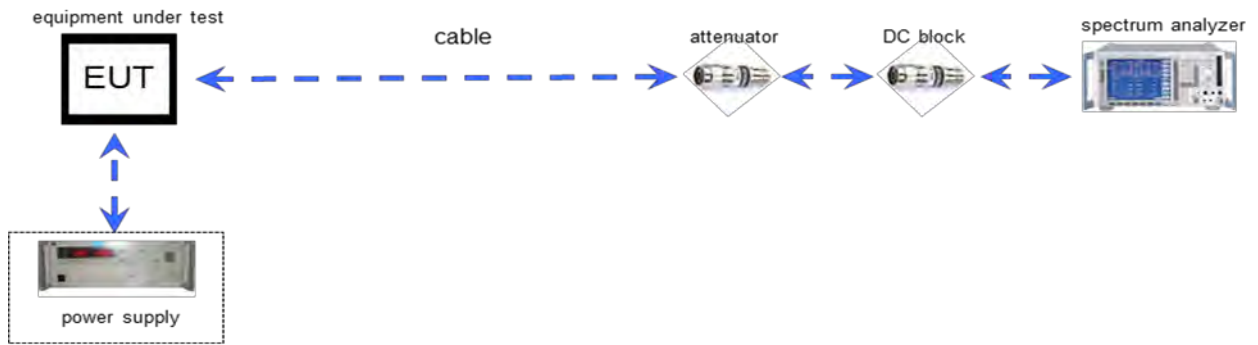 equipment under test
EUT
cable
attenuator
DC block
spectrum analyzer
power supply